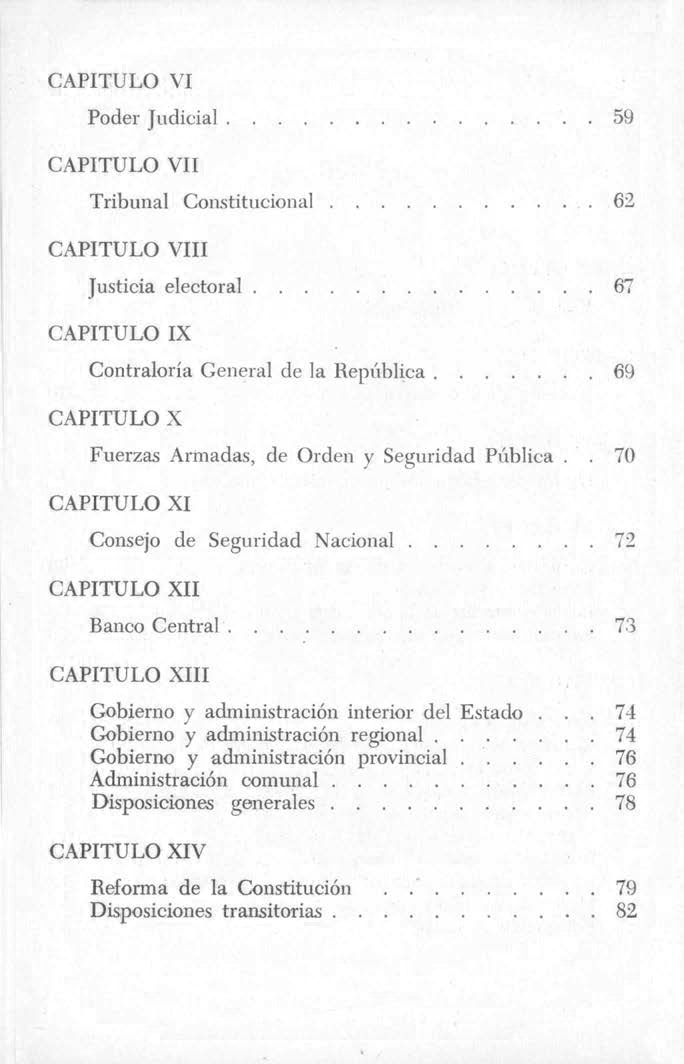 CAPITULO VI
Poder Judicial . . . . . . . . . . . . . . . 59
CAPITULO VII
Tribunal Constitucional . . . . . . . . . . . 62
CAPITULO VIII
Justicia electoral . . . . . . . . . . . . . . 67
CAPITULO IX
Contraloría General de la República . . . . . . . 69
CAPITULO X
Fuerzas Armadas, de Orden y Seguridad Pública . . 70
CAPITULO XI
Consejo de Seguridad Nacional . . . . . . . . 72
CAPITULO XII
Banco Central . . . . . . . . . . . . . . . 73
CAPITULO XIII
Gobierno y administración interior del Estado . . . 74
Gobierno y administración regional . . . . . . . 74
Gobierno y administración provincial . . . . . . 76
Administración comunal . . . . . . . . . . . 76
Disposiciones generales . . . . . . . . . . . 78
CAPITULO XIV
Reforma de la Constitución . . . . . . . . . 79
Disposiciones transitorias . . . . . . . . . . . 82